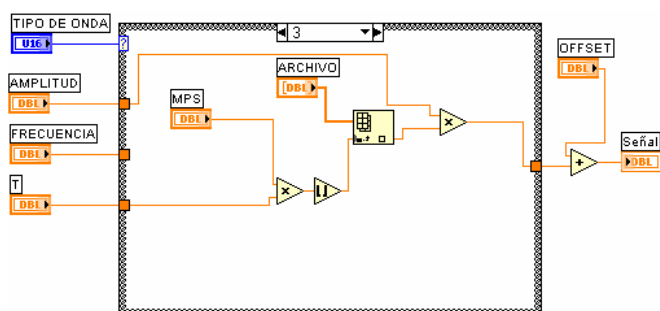 TIPO DE ONDA
U16
?
3
AMPLITUD
DBL
FRECUENCIA
DBL
T
DBL
MPS
DBL
ARCHIVO
[DBL]
x
x
OFFSET
DBL
+
Señal
DBL